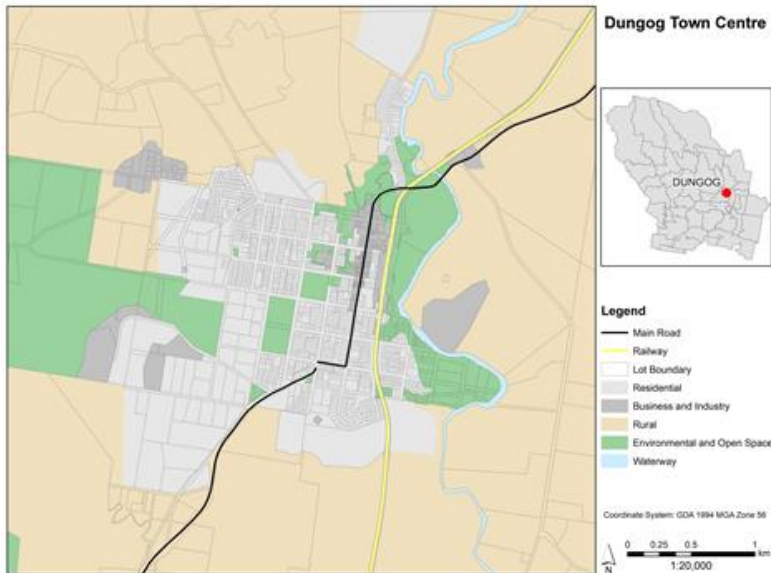 Dungog Town Centre
DUNGOG
Legend
Main Road
Railway
Lot Boundary
Residential
Business and Industry
Rural
Environmental and Open Space
Waterway
Coordinate System: GDA 1994 MGA Zone 56
0 0.25 0.5 1
km
N
1:20,000